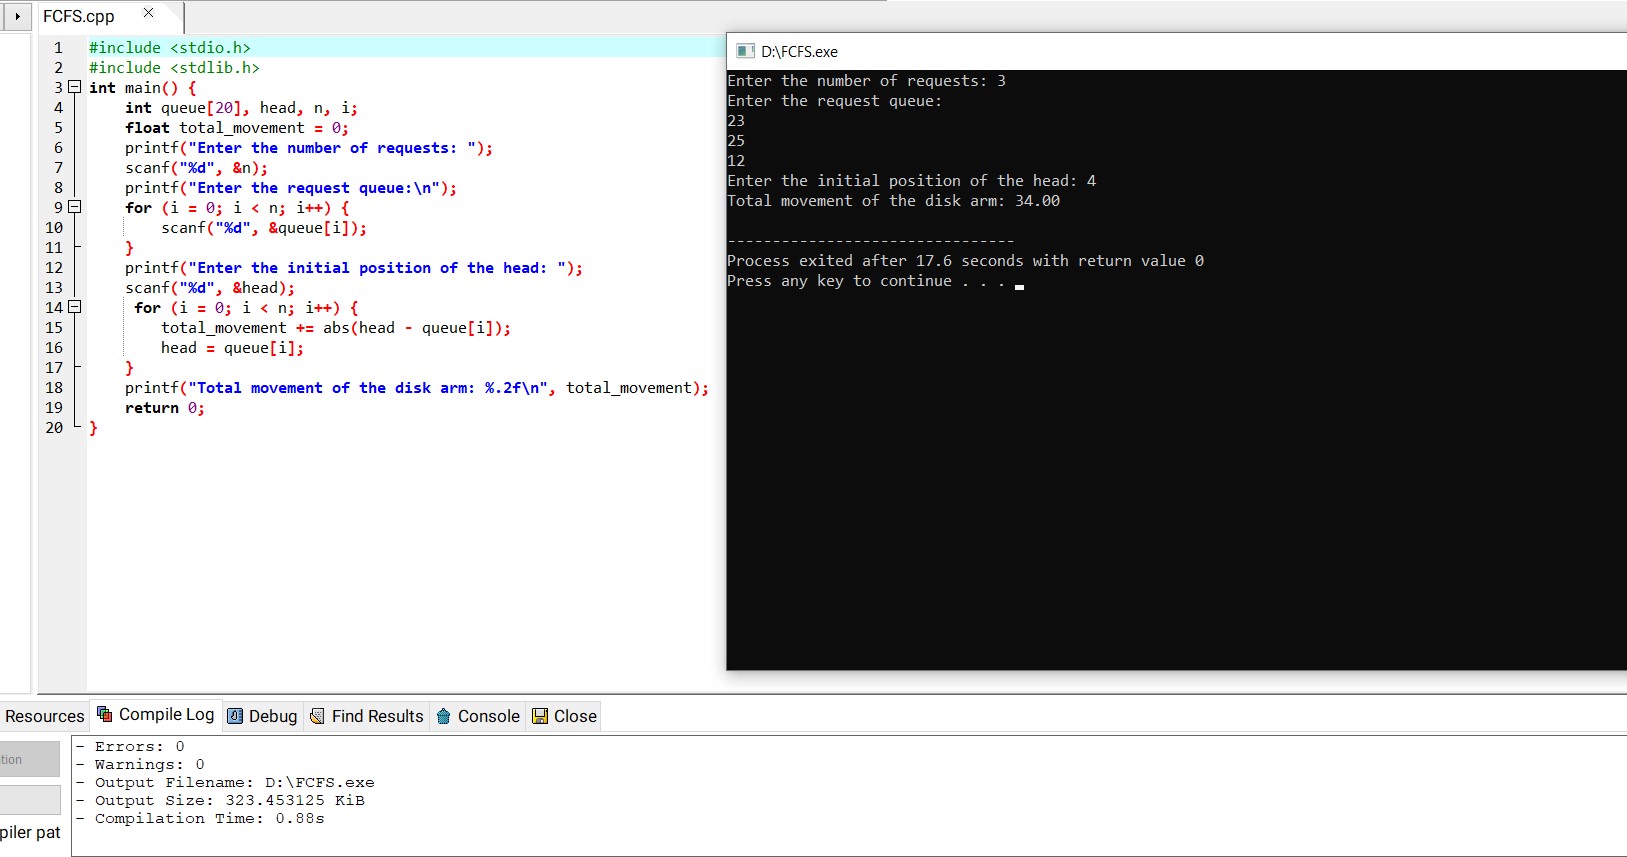 FCFS.cpp
1 #include <stdio.h>
2 #include <stdlib.h>
3 int main() {
4 int queue[20], head, n, i;
5 float total_movement = 0;
6 printf("Enter the number of requests: ");
7 scanf("%d", &n);
8 printf("Enter the request queue:\n");
9 for (i = 0; i < n; i++) {
10 scanf("%d", &queue[i]);
11 }
12 printf("Enter the initial position of the head: ");
13 scanf("%d", &head);
14 for (i = 0; i < n; i++) {
15 total_movement += abs(head - queue[i]);
16 head = queue[i];
17 }
18 printf("Total movement of the disk arm: %.2f\n", total_movement);
19 return 0;
20 }
D:\FCFS.exe
Enter the number of requests: 3
Enter the request queue:
23
25
12
Enter the initial position of the head: 4
Total movement of the disk arm: 34.00
--------------------------------
Process exited after 17.6 seconds with return value 0
Press any key to continue . . .
Resources Compile Log Debug Find Results Console Close
tion
piler pat
- Errors: 0
- Warnings: 0
- Output Filename: D:\FCFS.exe
- Output Size: 323.453125 KiB
- Compilation Time: 0.88s